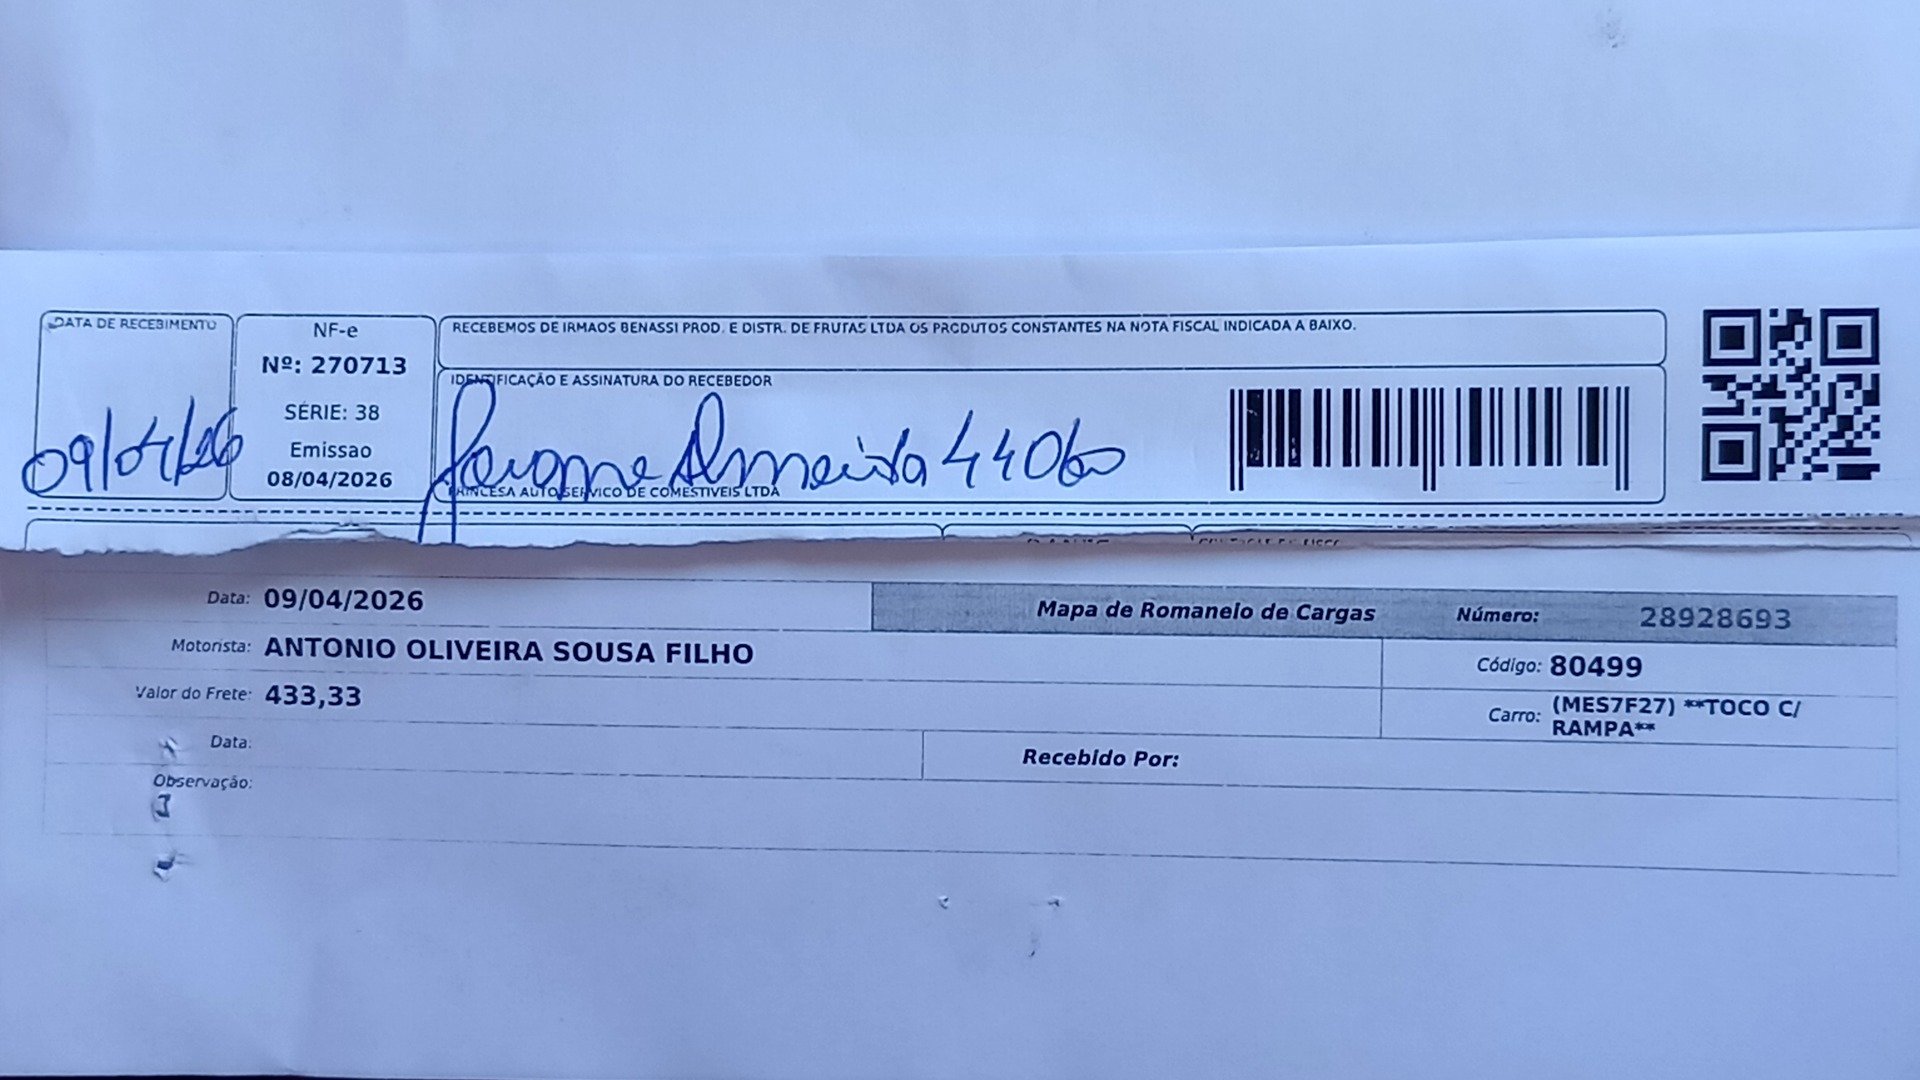 DATA DE RECEBIMENTO
09/04/26
NF-e
Nº: 270713
SÉRIE: 38
Emissao
08/04/2026
RECEBEMOS DE IRMAOS BENASSI PROD. E DISTR. DE FRUTAS LTDA OS PRODUTOS CONSTANTES NA NOTA FISCAL INDICADA A BAIXO.
IDENTIFICAÇÃO E ASSINATURA DO RECEBEDOR
Almeida 44060
PRINCESA AUTO SERVICO DE COMESTIVEIS LTDA
Data: 09/04/2026
Mapa de Romaneio de Cargas Número: 28928693
Motorista: ANTONIO OLIVEIRA SOUSA FILHO
Código: 80499
Valor do Frete: 433,33
Carro: (MES7F27) **TOCO C/
RAMPA**
Data:
Recebido Por:
Observação: